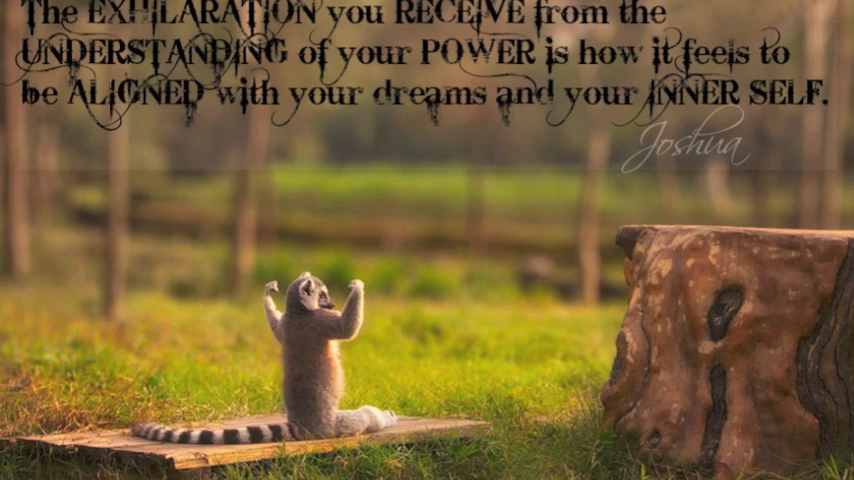 The EXHILARATION you RECEIVE from the
UNDERSTANDING of your POWER is how it feels to
be ALIGNED with your dreams and your INNER SELF.
Joshua